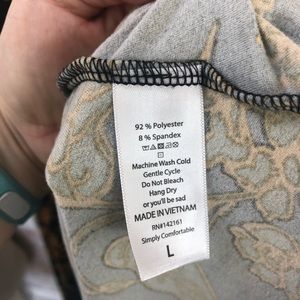 92 % Polyester
8 % Spandex
Machine Wash Cold
Gentle Cycle
Do Not Bleach
Hang Dry
or you'll be sad
MADE IN VIETNAM
RN#142161
Simply Comfortable
L